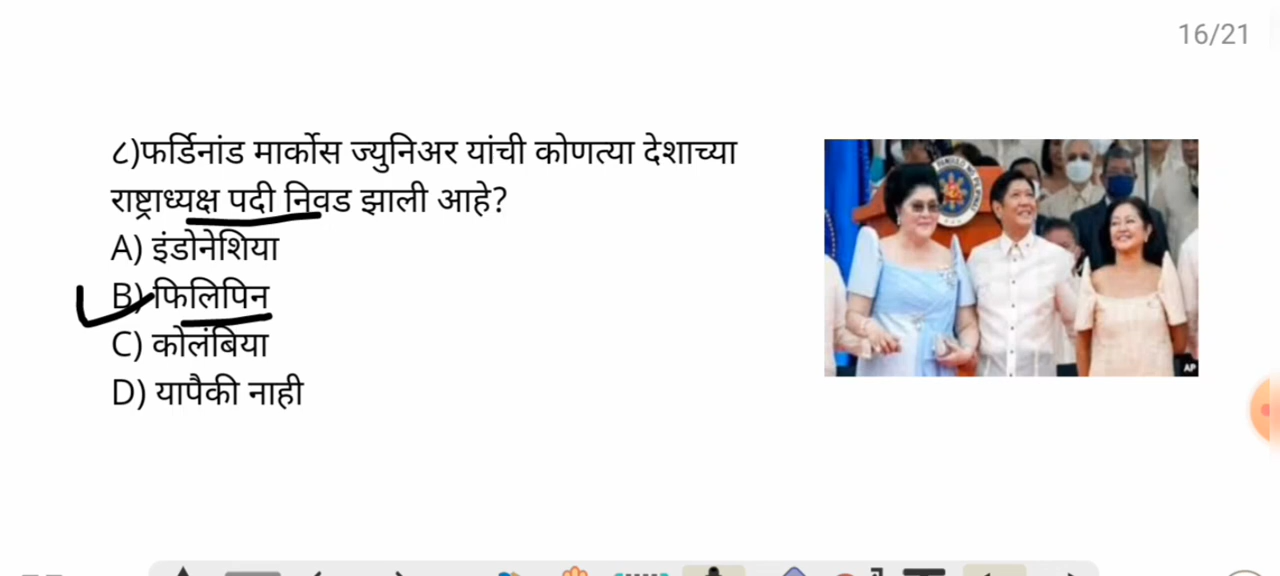 16/21
८)फर्डिनांड मार्कोस ज्युनिअर यांची कोणत्या देशाच्या
राष्ट्राध्यक्ष पदी निवड झाली आहे?
A) इंडोनेशिया
B) फिलिपिन
C) कोलंबिया
D) यापैकी नाही
AP